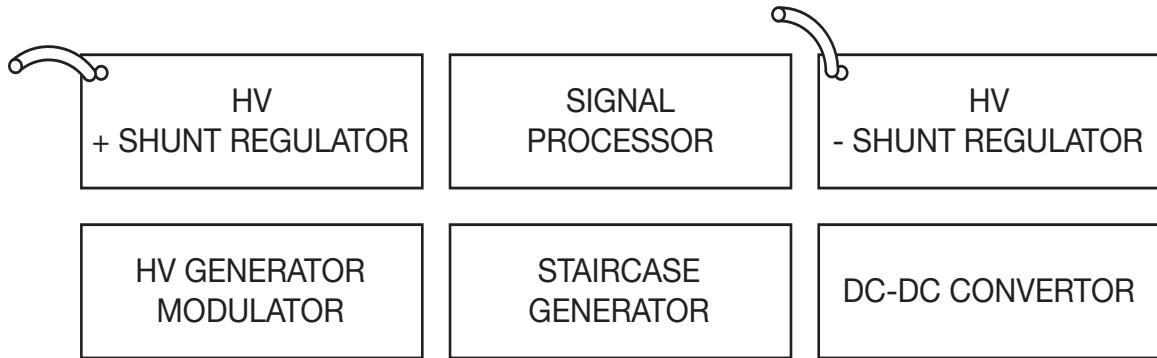 HV
+ SHUNT REGULATOR
SIGNAL
PROCESSOR
HV
- SHUNT REGULATOR
HV GENERATOR
MODULATOR
STAIRCASE
GENERATOR
DC-DC CONVERTOR